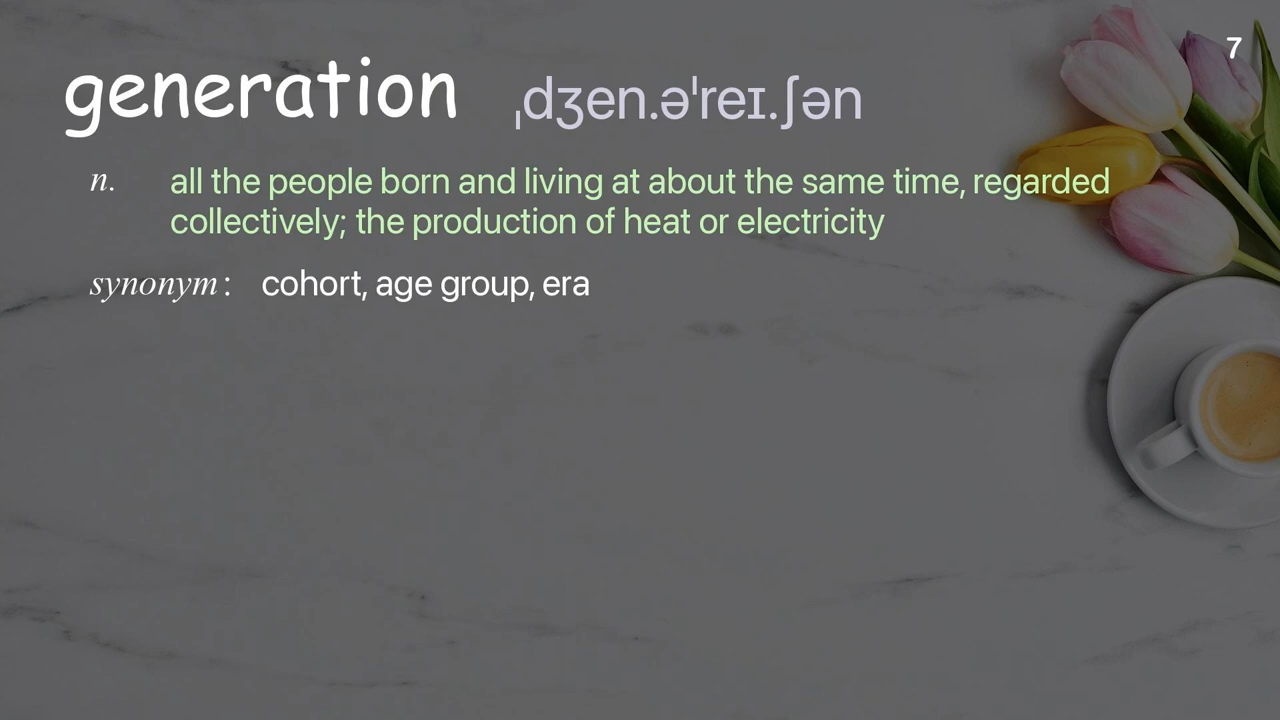 7
generation ˌdʒen.əˈreɪ.ʃən
n. all the people born and living at about the same time, regarded
collectively; the production of heat or electricity
synonym: cohort, age group, era